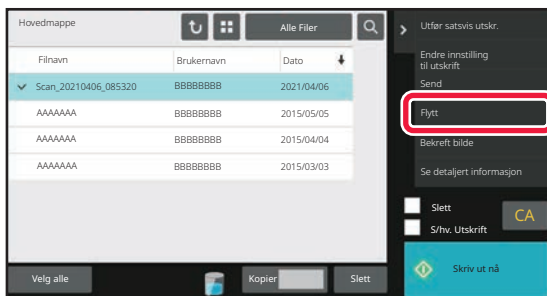 Hovedmappe
Alle Filer
Filnavn Brukernavn Dato
Scan_20210406_085320 BBBBBBBB 2021/04/06
AAAAAAA BBBBBBBB 2015/05/05
AAAAAAA BBBBBBBB 2015/04/04
AAAAAAA BBBBBBBB 2015/03/03
Velg alle
Kopier
Slett
Utfør satsvis utskr.
Endre innstilling
til utskrift
Send
Flytt
Bekreft bilde
Se detaljert informasjon
Slett
S/hv. Utskrift
CA
Skriv ut nå